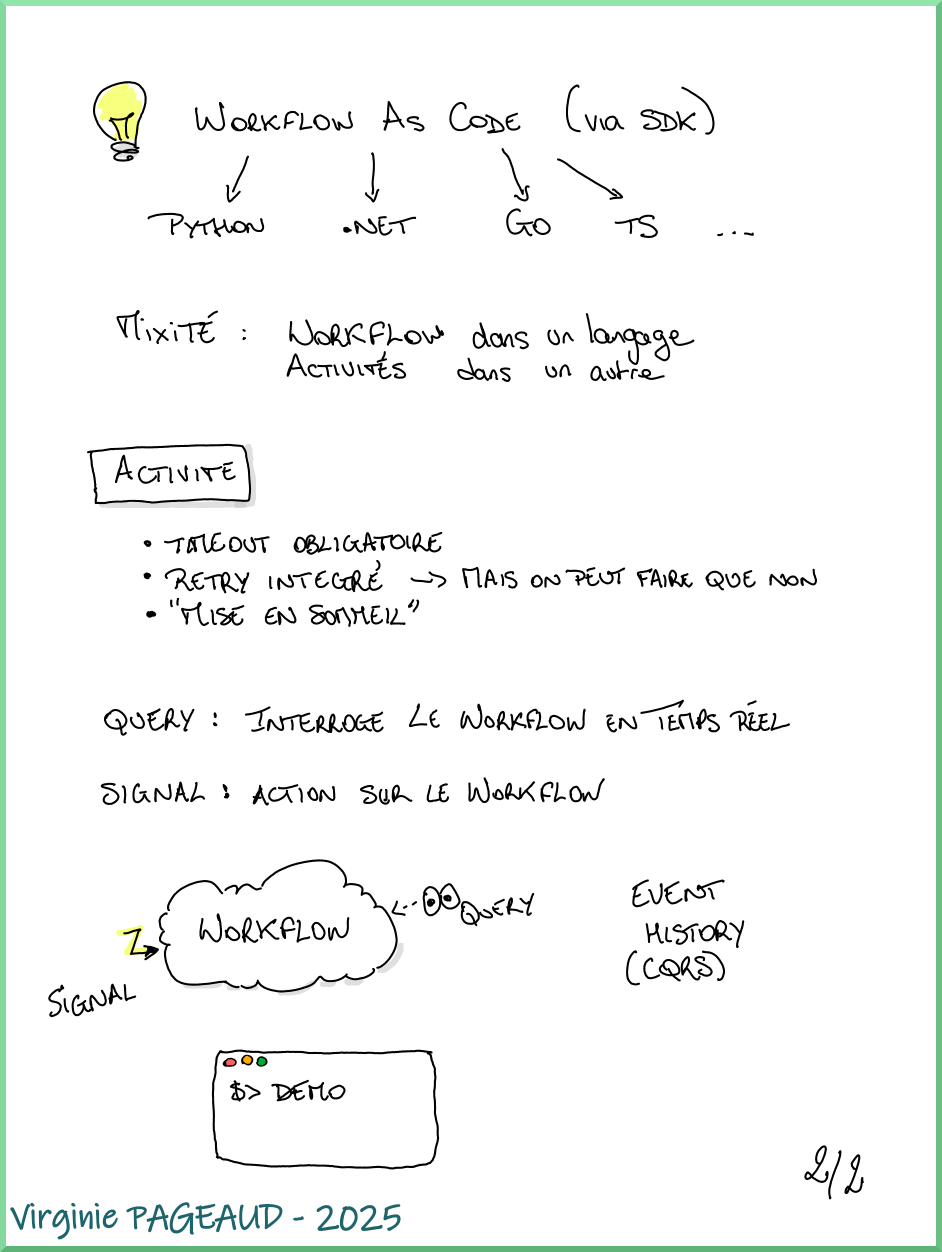 WORKFLOW AS CODE (VIA SDK)
PYTHON .NET GO TS ...
MIXITÉ : WORKFLOW dans un langage
ACTIVITÉS dans un autre
ACTIVITÉ
• TIMEOUT OBLIGATOIRE
• RETRY INTÉGRÉ -> MAIS ON PEUT FAIRE QUE NON
• "MISE EN SOMMEIL"
QUERY : INTERROGE LE WORKFLOW EN TEMPS RÉEL
SIGNAL : ACTION SUR LE WORKFLOW
WORKFLOW
QUERY
SIGNAL
EVENT
HISTORY
(CQRS)
$> DEMO
2/2
Virginie PAGEAUD - 2025